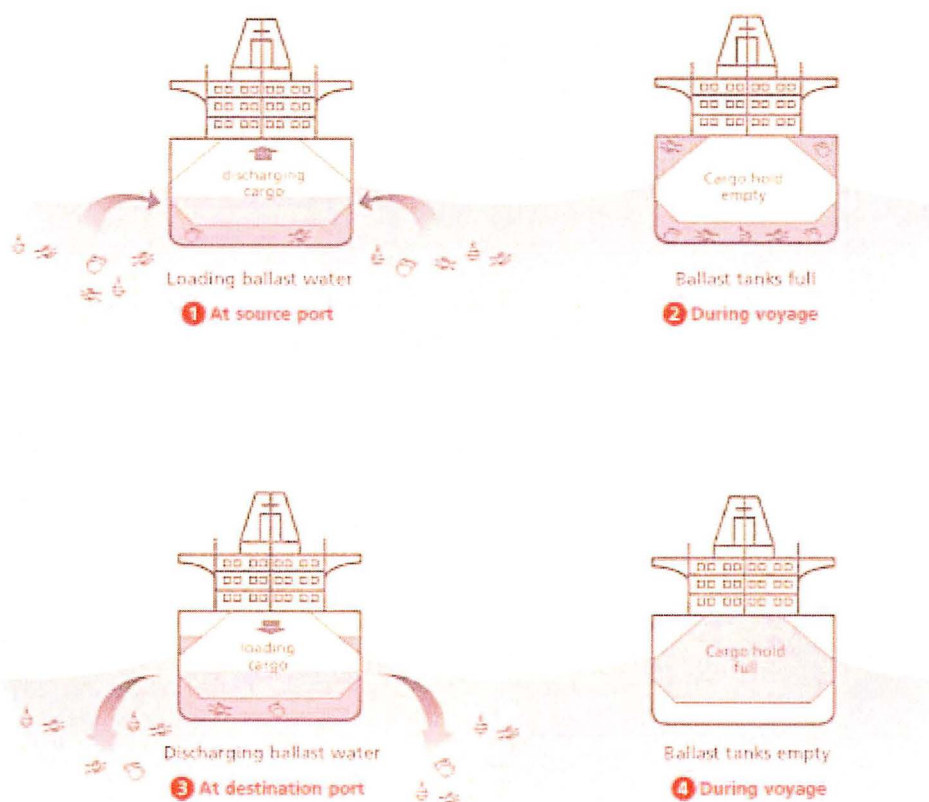 discharging
cargo
Loading ballast water
1 At source port
Cargo hold
empty
Ballast tanks full
2 During voyage
loading
cargo
Discharging ballast water
3 At destination port
Cargo hold
full
Ballast tanks empty
4 During voyage